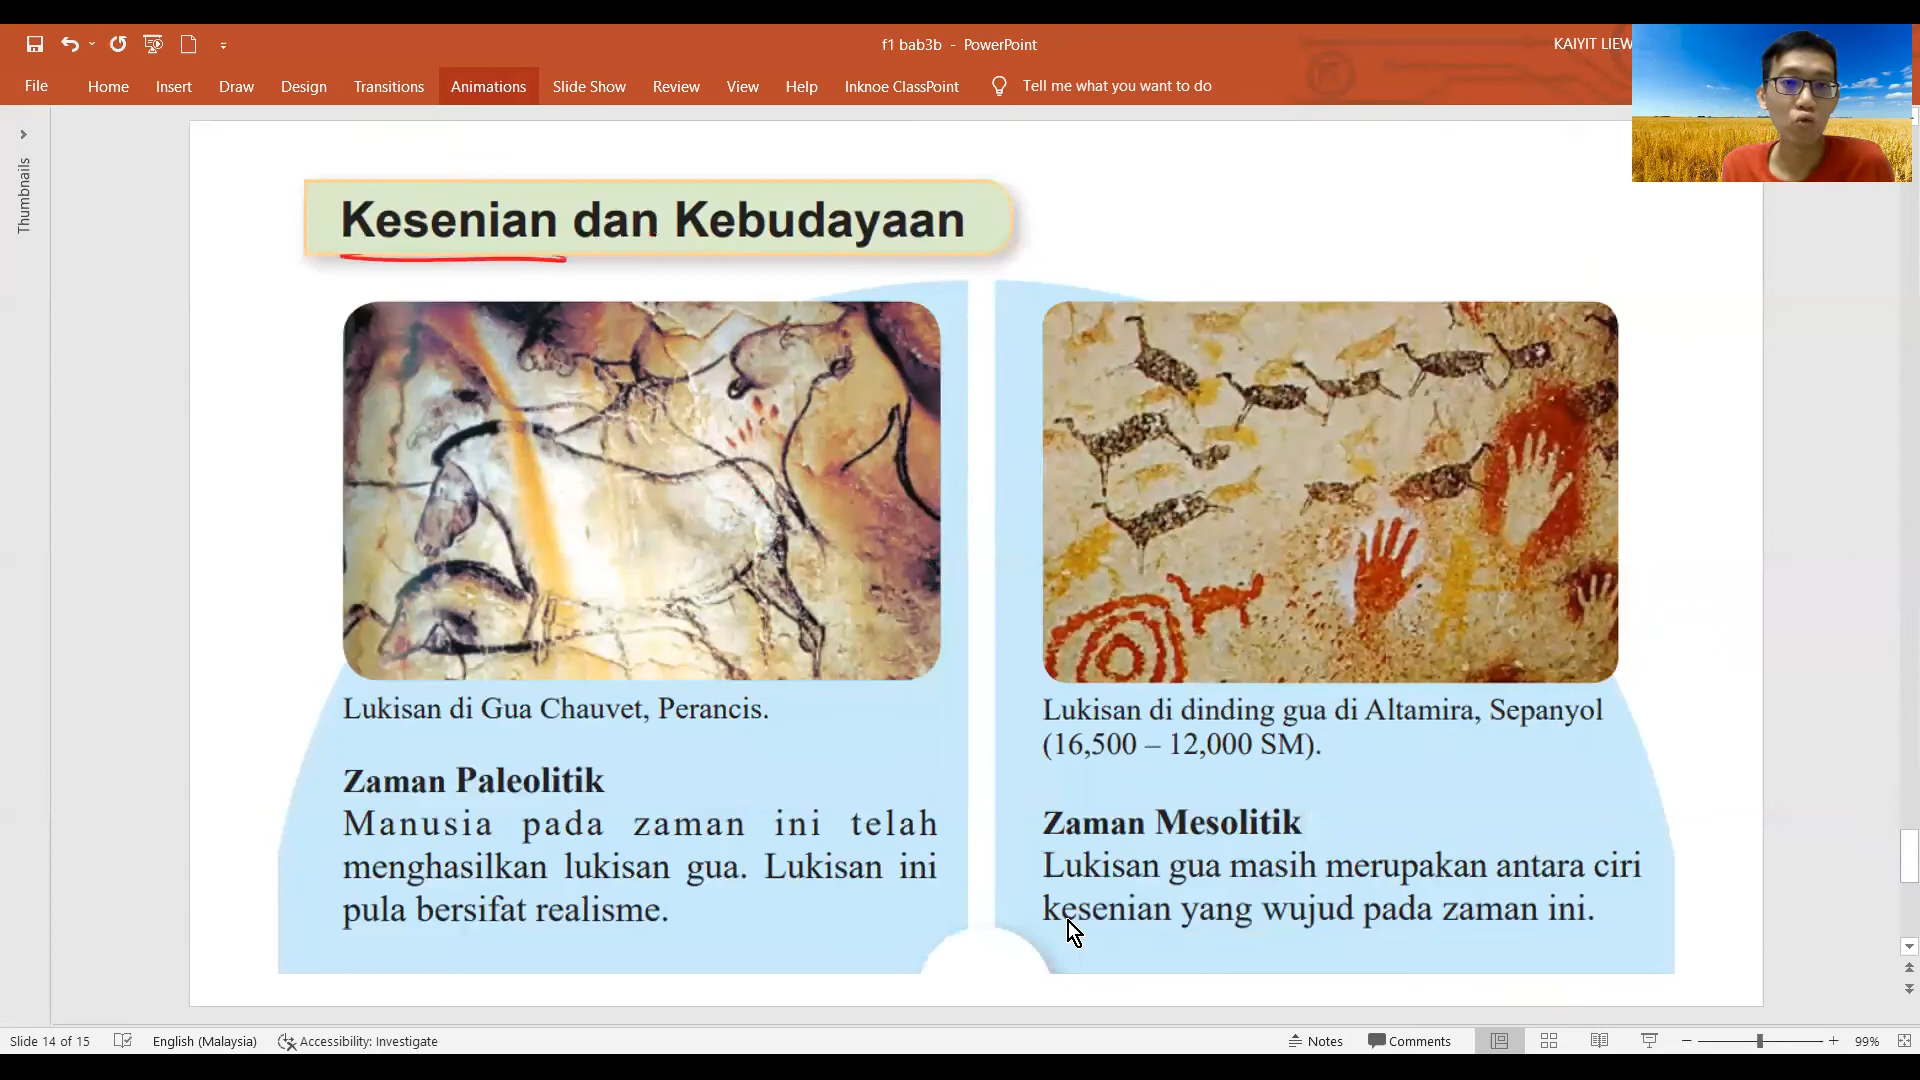 f1 bab3b - PowerPoint
KAIYIT LIEW
File Home Insert Draw Design Transitions Animations Slide Show Review View Help Inknoe ClassPoint Tell me what you want to do
Thumbnails
Kesenian dan Kebudayaan
Lukisan di Gua Chauvet, Perancis.
Zaman Paleolitik
Manusia pada zaman ini telah
menghasilkan lukisan gua. Lukisan ini
pula bersifat realisme.
Lukisan di dinding gua di Altamira, Sepanyol
(16,500 – 12,000 SM).
Zaman Mesolitik
Lukisan gua masih merupakan antara ciri
kesenian yang wujud pada zaman ini.
Slide 14 of 15 English (Malaysia) Accessibility: Investigate Notes Comments 99%